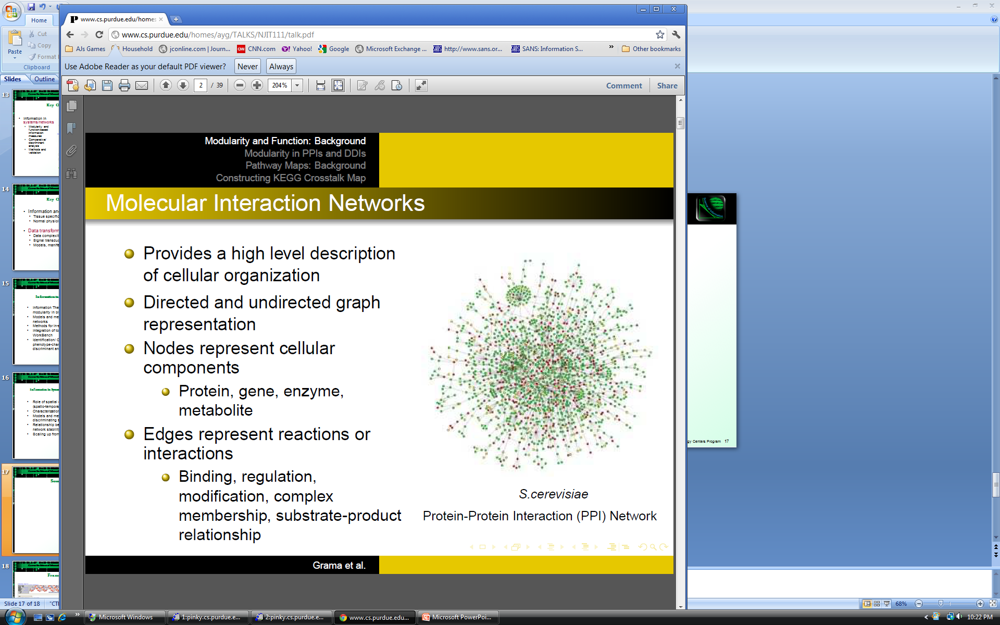 Home
Cut
Copy
Format
Paste
Clipboard
Slides
Outline
www.cs.purdue.edu/homes
www.cs.purdue.edu/homes/ayg/TALKS/NJIT111/talk.pdf
AJs Games
Household
jconline.com | Journ...
CNN.com
Yahoo!
Google
Microsoft Exchange ...
http://www.sans.or...
SANS: Information S...
»
Other bookmarks
Use Adobe Reader as your default PDF viewer?
Never
Always
2 / 39
204%
Comment
Share
13
Key C
Information in
systems/networks
Modularity and
function-based
information
measures
Comparative/
discriminant
analysis
Methods and
validation
14
Key C
Information an
Tissue specific
Normal physiol
Data transform
Data complexit
Signal transduc
Models, manife
15
Information The
modularity in bi
Models and me
networks
Methods for in-s
Integration of to
WorkBench
Identification/ C
phenotype-char
discriminant an
16
Role of spatial
(spatio-tempora
Characterization
Models and me
discriminating s
Relationship be
network stabilit
Scaling up from
17
18
Slide 17 of 18
Modularity and Function: Background
Modularity in PPIs and DDIs
Pathway Maps: Background
Constructing KEGG Crosstalk Map
Molecular Interaction Networks
Provides a high level description
of cellular organization
Directed and undirected graph
representation
Nodes represent cellular
components
Protein, gene, enzyme,
metabolite
Edges represent reactions or
interactions
Binding, regulation,
modification, complex
membership, substrate-product
relationship
S.cerevisiae
Protein-Protein Interaction (PPI) Network
Grama et al.
gy Centers Program 17
68%
Microsoft Windows
1:pinky.cs.purdue.e...
2:pinky.cs.purdue.e...
www.cs.purdue.edu...
Microsoft PowerPoi...
10:22 PM